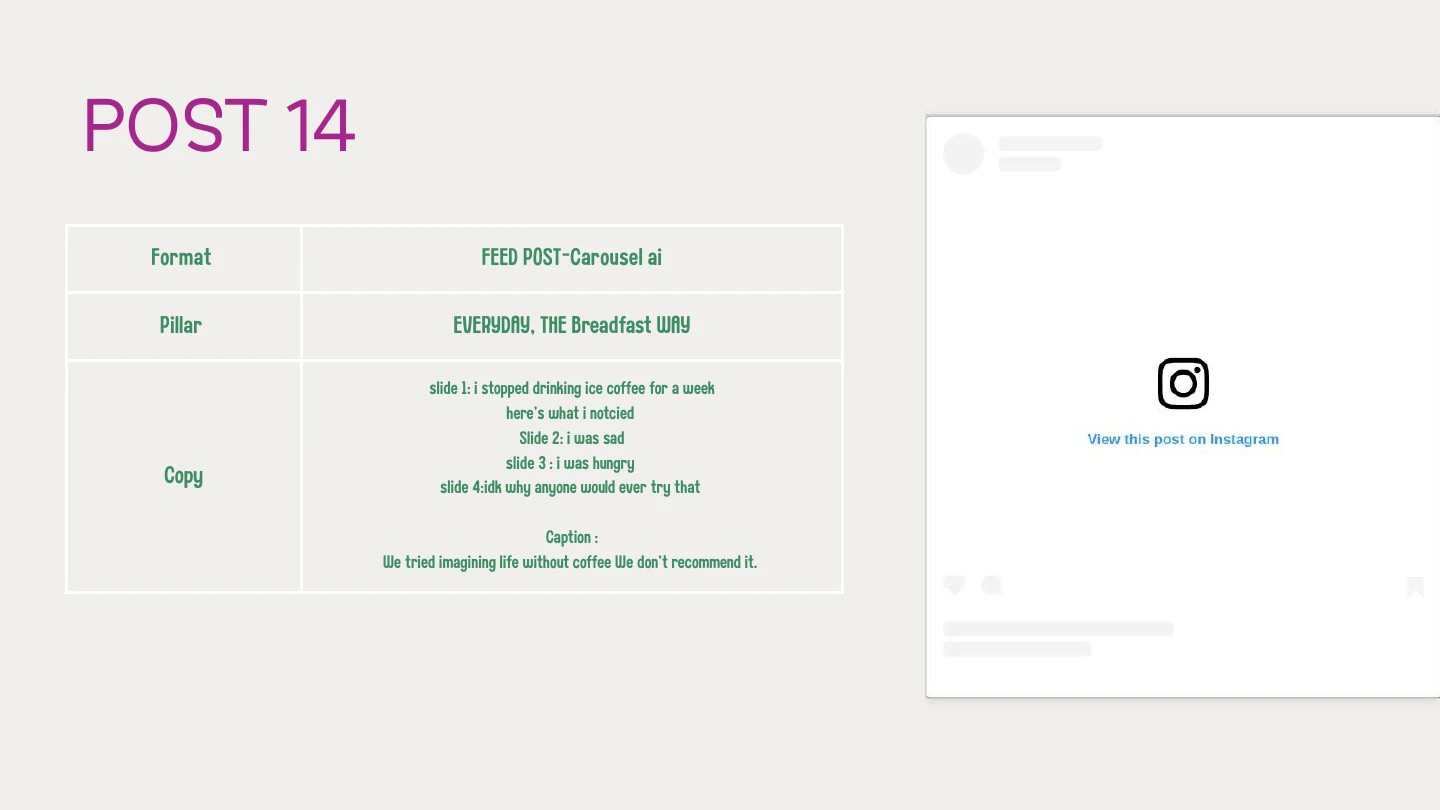 POST 14
Format
FEED POST-Carousel ai
Pillar
EVERYDAY, THE Breadfast WAY
Copy
slide 1: i stopped drinking ice coffee for a week
here's what i notcied
Slide 2: i was sad
slide 3 : i was hungry
slide 4:idk why anyone would ever try that
Caption :
We tried imagining life without coffee We don't recommend it.
View this post on Instagram